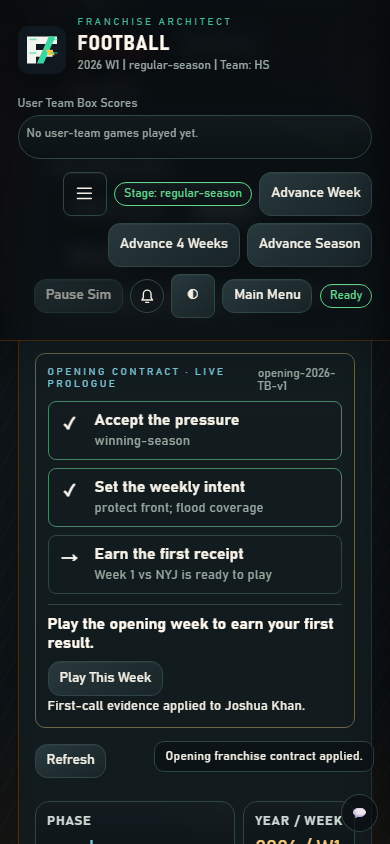 FRANCHISE ARCHITECT
FOOTBALL
2026 W1 | regular-season | Team: HS
User Team Box Scores
No user-team games played yet.
Stage: regular-season
Advance Week
Advance 4 Weeks
Advance Season
Pause Sim
Main Menu
Ready
OPENING CONTRACT · LIVE
PROLOGUE
opening-2026-
TB-v1
Accept the pressure
winning-season
Set the weekly intent
protect front; flood coverage
Earn the first receipt
Week 1 vs NYJ is ready to play
Play the opening week to earn your first
result.
Play This Week
First-call evidence applied to Joshua Khan.
Refresh
Opening franchise contract applied.
PHASE
YEAR / WEEK
2026 / W1